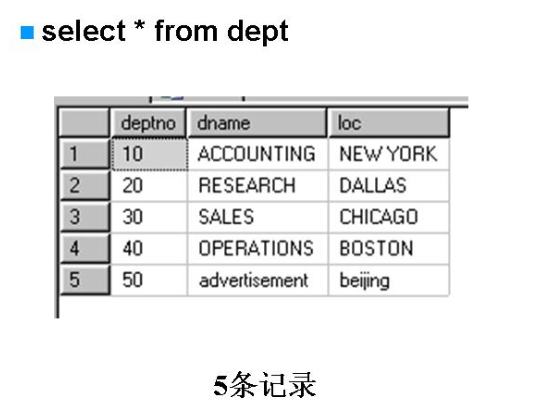 select * from dept
deptno dname loc
1 10 ACCOUNTING NEW YORK
2 20 RESEARCH DALLAS
3 30 SALES CHICAGO
4 40 OPERATIONS BOSTON
5 50 advertisement beijing
5条记录